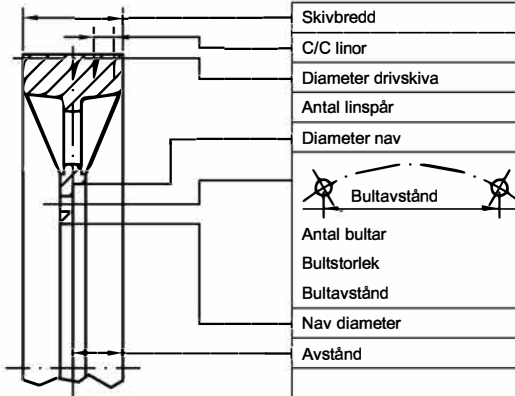 Skivbredd
C/C linor
Diameter drivskiva
Antal linspår
Diameter nav
Bultavstånd
Antal bultar
Bultstorlek
Bultavstånd
Nav diameter
Avstånd